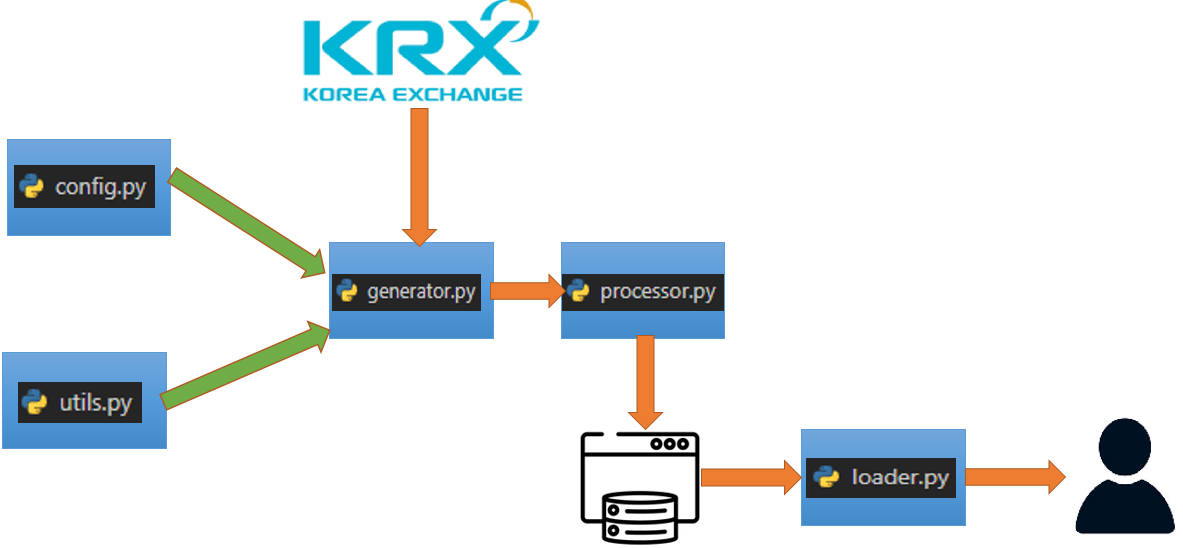 KRX
KOREA EXCHANGE
config.py
generator.py
processor.py
utils.py
loader.py